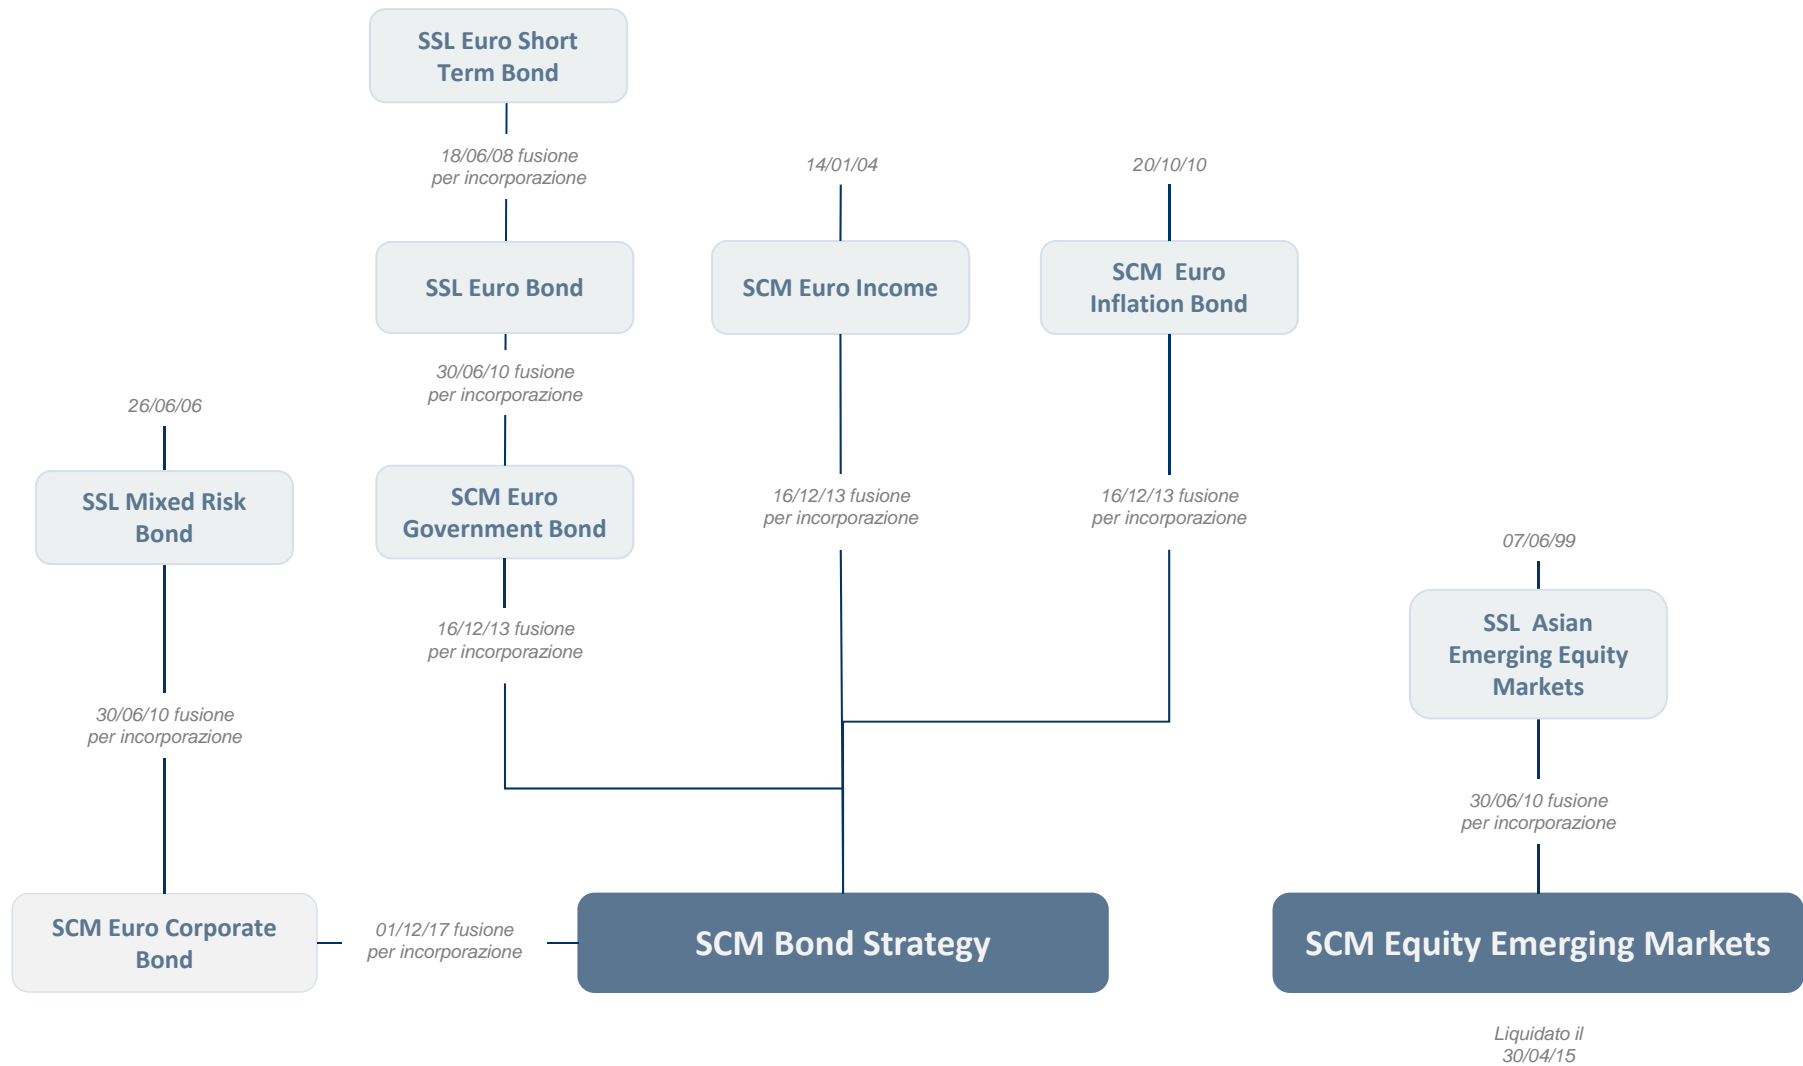 SSL Euro Short
Term Bond
18/06/08 fusione
per incorporazione
14/01/04
20/10/10
SSL Euro Bond
SCM Euro Income
SCM Euro
Inflation Bond
30/06/10 fusione
per incorporazione
26/06/06
SSL Mixed Risk
Bond
SCM Euro
Government Bond
16/12/13 fusione
per incorporazione
16/12/13 fusione
per incorporazione
07/06/99
SSL Asian
Emerging Equity
Markets
16/12/13 fusione
per incorporazione
30/06/10 fusione
per incorporazione
30/06/10 fusione
per incorporazione
SCM Euro Corporate
Bond
01/12/17 fusione
per incorporazione
SCM Bond Strategy
SCM Equity Emerging Markets
Liquidato il
30/04/15